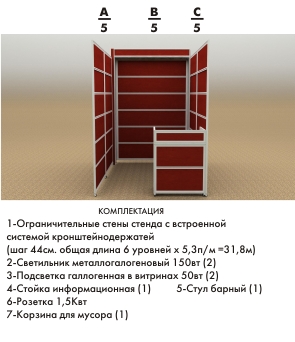 A B C
5 5 5
КОМПЛЕКТАЦИЯ
1-Ограничительные стены стенда с встроенной
системой кронштейнодержатей
(шаг 44см. общая длина 6 уровней х 5,3п/м =31,8м)
2-Светильник металлогалогеновый 150вт (2)
3-Подсветка галлогенная в витринах 50вт (2)
4-Стойка информационная (1) 5-Стул барный (1)
6-Розетка 1,5Квт
7-Корзина для мусора (1)